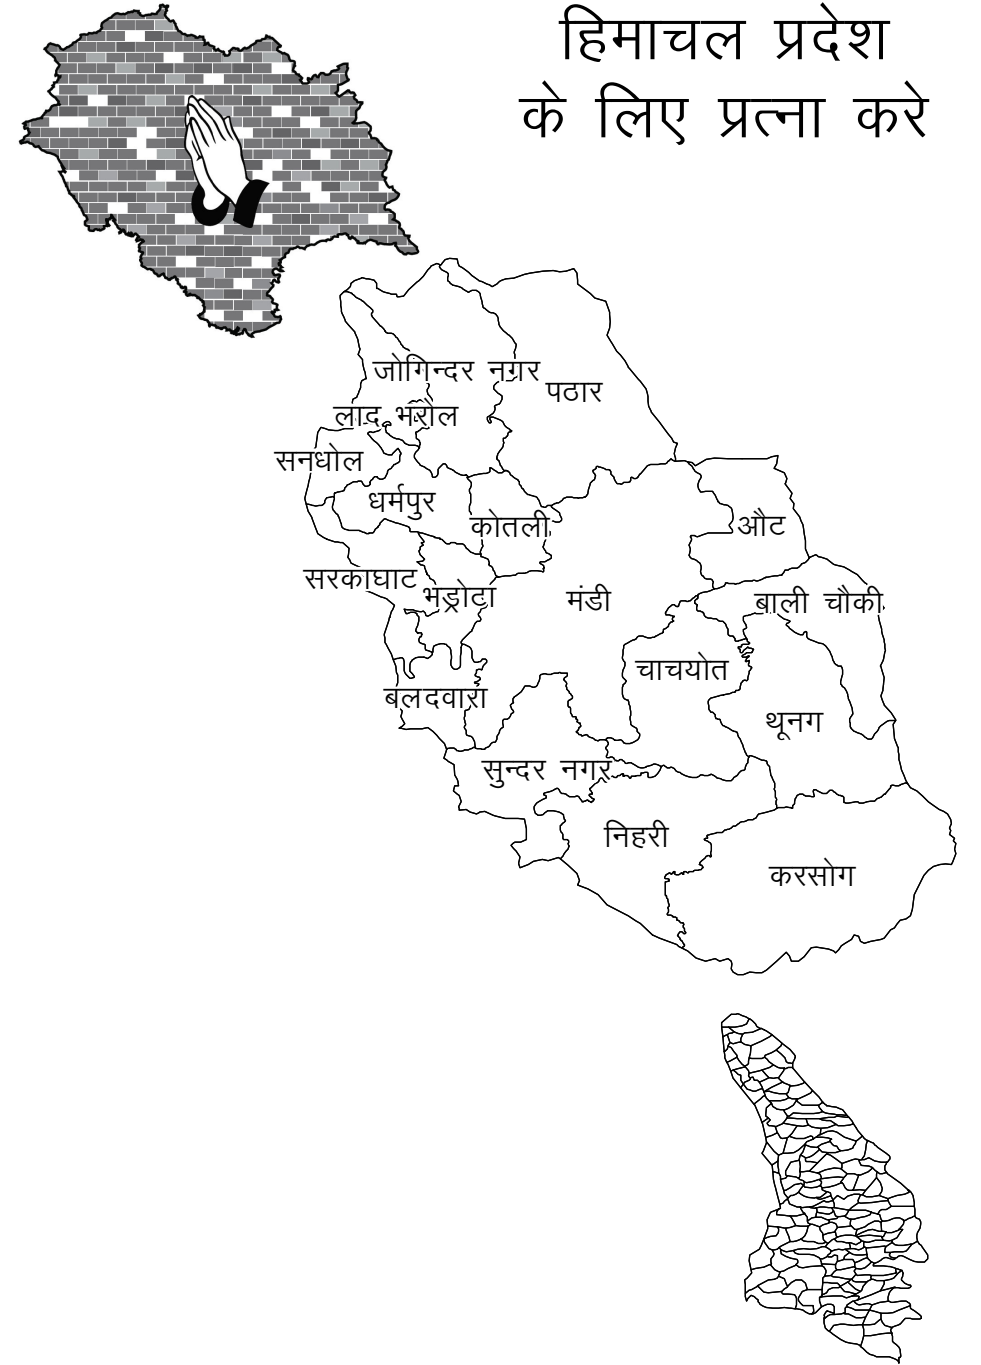 हिमाचल प्रदेश
के लिए प्रत्ना करे
जोगिन्दर नगर
पठार
लाद भरोल
सनधोल
धर्मपुर
कोतली
औट
सरकाघाट
भड्रोटा
मंडी
बाली चौकी
चाचयोत
बलदवारा
थूनग
सुन्दर नगर
निहरी
करसोग